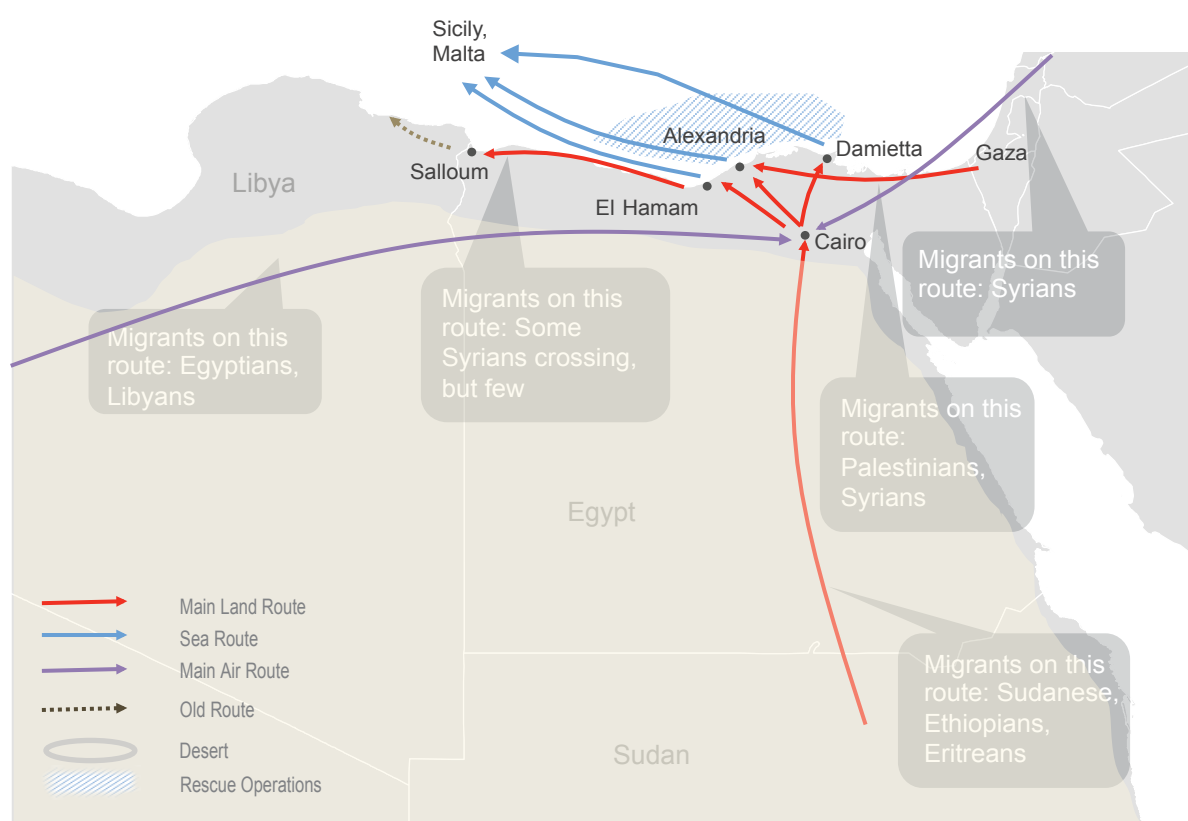 Sicily,
Malta
Alexandria
Damietta
Gaza
Salloum
Libya
El Hamam
Cairo
Migrants on this
route: Syrians
Migrants on this
route: Some
Syrians crossing,
but few
Migrants on this
route: Egyptians,
Libyans
Migrants on this
route:
Palestinians,
Syrians
Egypt
Main Land Route
Sea Route
Main Air Route
Old Route
Desert
Rescue Operations
Migrants on this
route: Sudanese,
Ethiopians,
Eritreans
Sudan